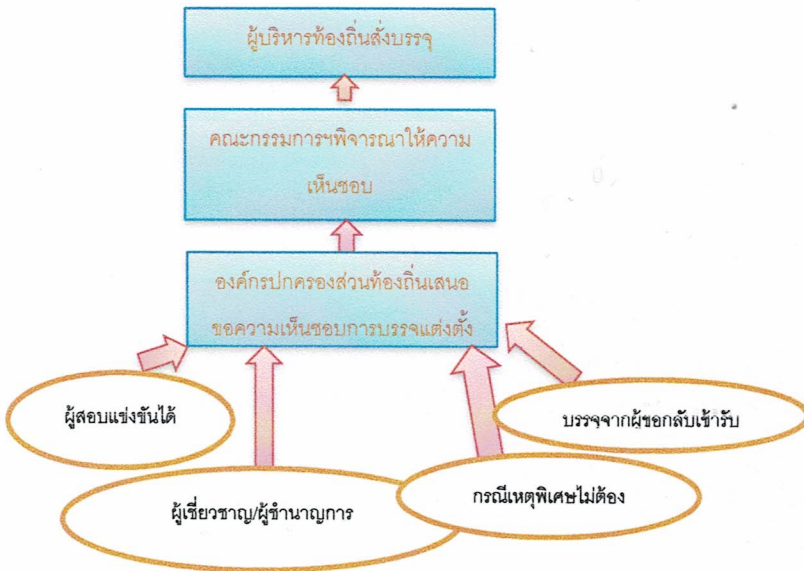 ผู้บริหารท้องถิ่นสั่งบรรจุ
คณะกรรมการฯพิจารณาให้ความ
เห็นชอบ
องค์กรปกครองส่วนท้องถิ่นเสนอ
ขอความเห็นชอบการบรรจุแต่งตั้ง
ผู้สอบแข่งขันได้
บรรจุจากผู้ขอกลับเข้ารับ
ผู้เชี่ยวชาญ/ผู้ชำนาญการ
กรณีเหตุพิเศษไม่ต้อง